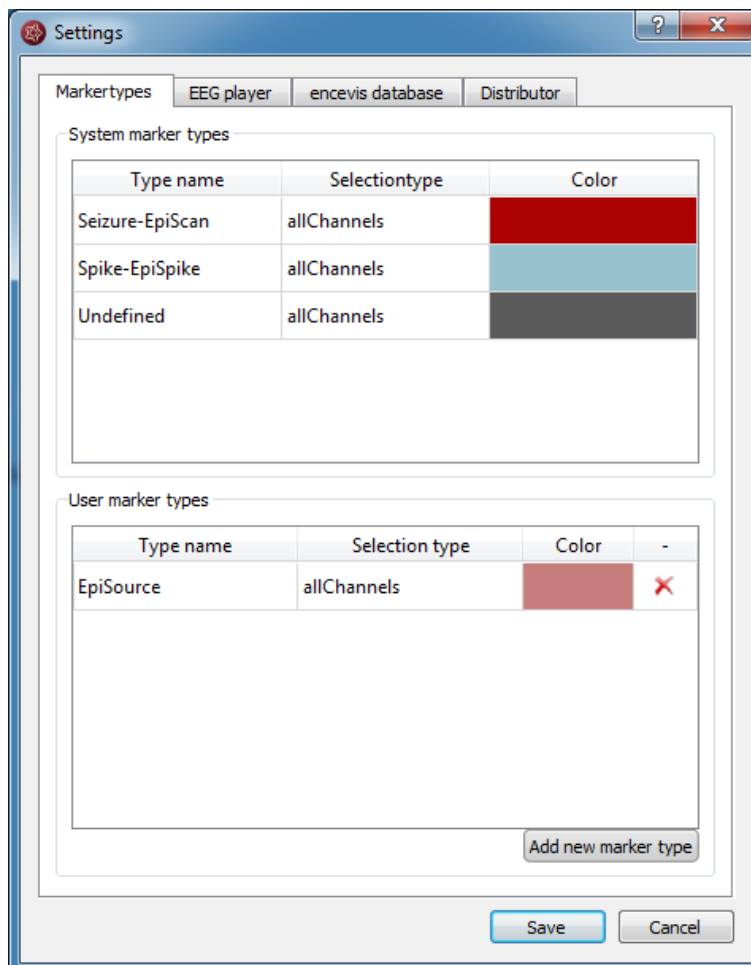 Settings
?
X
Markertypes EEG player encevis database Distributor
System marker types
Type name Selectiontype Color
Seizure-EpiScan allChannels
Spike-EpiSpike allChannels
Undefined allChannels
User marker types
Type name Selection type Color -
EpiSource allChannels
Add new marker type
Save Cancel